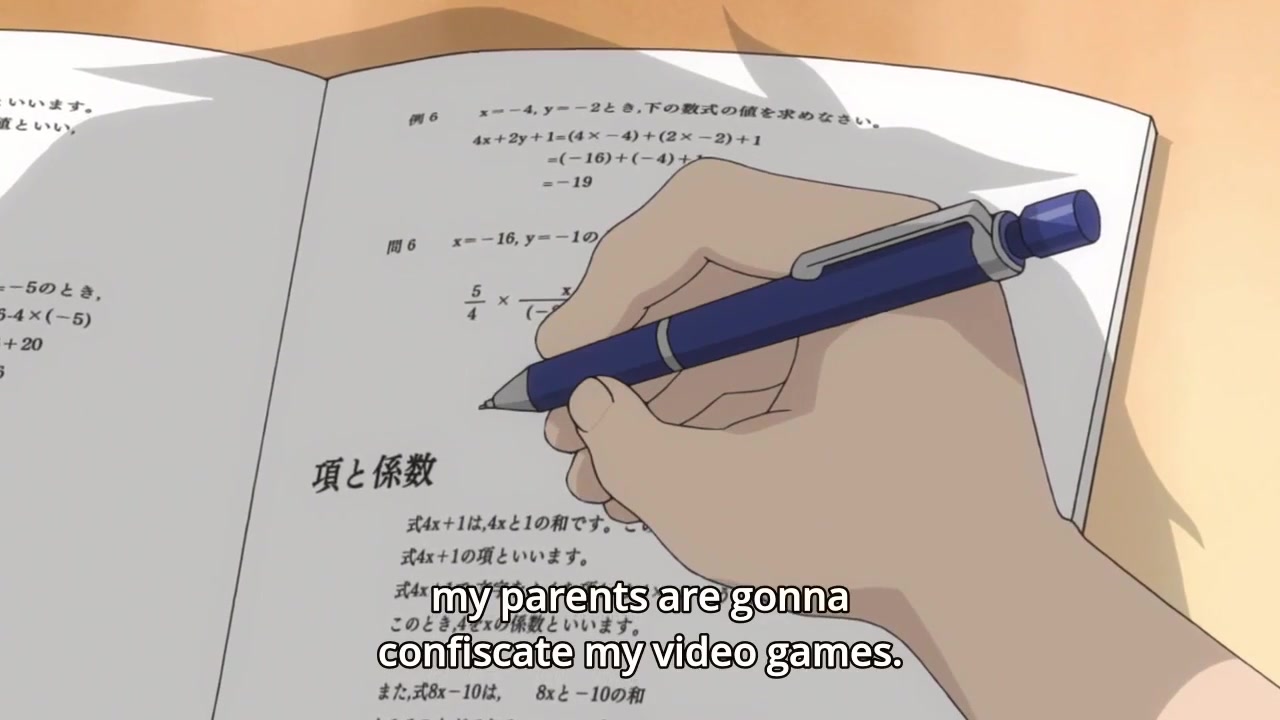 といいます。
値といい,
=−5のとき,
6-4×(−5)
+20
例6 x=−4, y=−2とき,下の数式の値を求めなさい。
4x+2y+1=(4×−4)+(2×−2)+1
=(−16)+(−4)+1
=−19
問6 x=−16, y=−1の
5/4 × x/(−
項と係数
式4x+1は,4xと1の和です。この
式4x+1の項といいます。
式4x
このとき,4をxの係数といいます。
また,式8x−10は, 8xと−10の和
my parents are gonna
confiscate my video games.